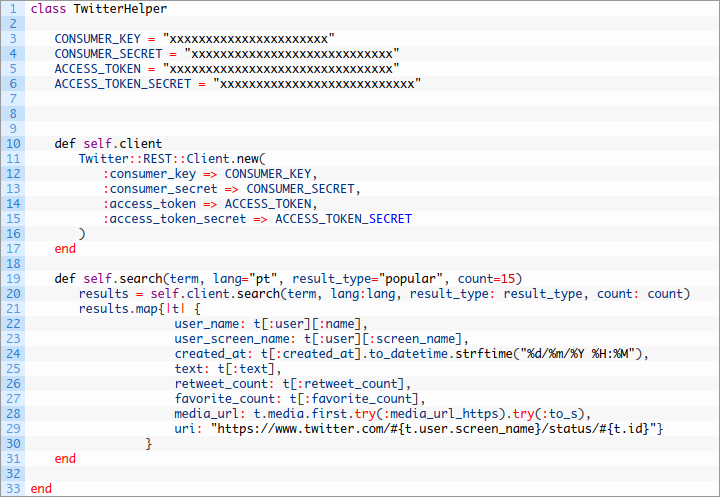 1 class TwitterHelper
2
3 CONSUMER_KEY = "xxxxxxxxxxxxxxxxxxxxxx"
4 CONSUMER_SECRET = "xxxxxxxxxxxxxxxxxxxxxxxxxxxx"
5 ACCESS_TOKEN = "xxxxxxxxxxxxxxxxxxxxxxxxxxxxxxx"
6 ACCESS_TOKEN_SECRET = "xxxxxxxxxxxxxxxxxxxxxxxxxxx"
7
8
9
10 def self.client
11 Twitter::REST::Client.new(
12 :consumer_key => CONSUMER_KEY,
13 :consumer_secret => CONSUMER_SECRET,
14 :access_token => ACCESS_TOKEN,
15 :access_token_secret => ACCESS_TOKEN_SECRET
16 )
17 end
18
19 def self.search(term, lang="pt", result_type="popular", count=15)
20 results = self.client.search(term, lang:lang, result_type: result_type, count: count)
21 results.map{|t| {
22 user_name: t[:user][:name],
23 user_screen_name: t[:user][:screen_name],
24 created_at: t[:created_at].to_datetime.strftime("%d/%m/%Y %H:%M"),
25 text: t[:text],
26 retweet_count: t[:retweet_count],
27 favorite_count: t[:favorite_count],
28 media_url: t.media.first.try(:media_url_https).try(:to_s),
29 uri: "https://www.twitter.com/#{t.user.screen_name}/status/#{t.id}"}
30 }
31 end
32
33 end